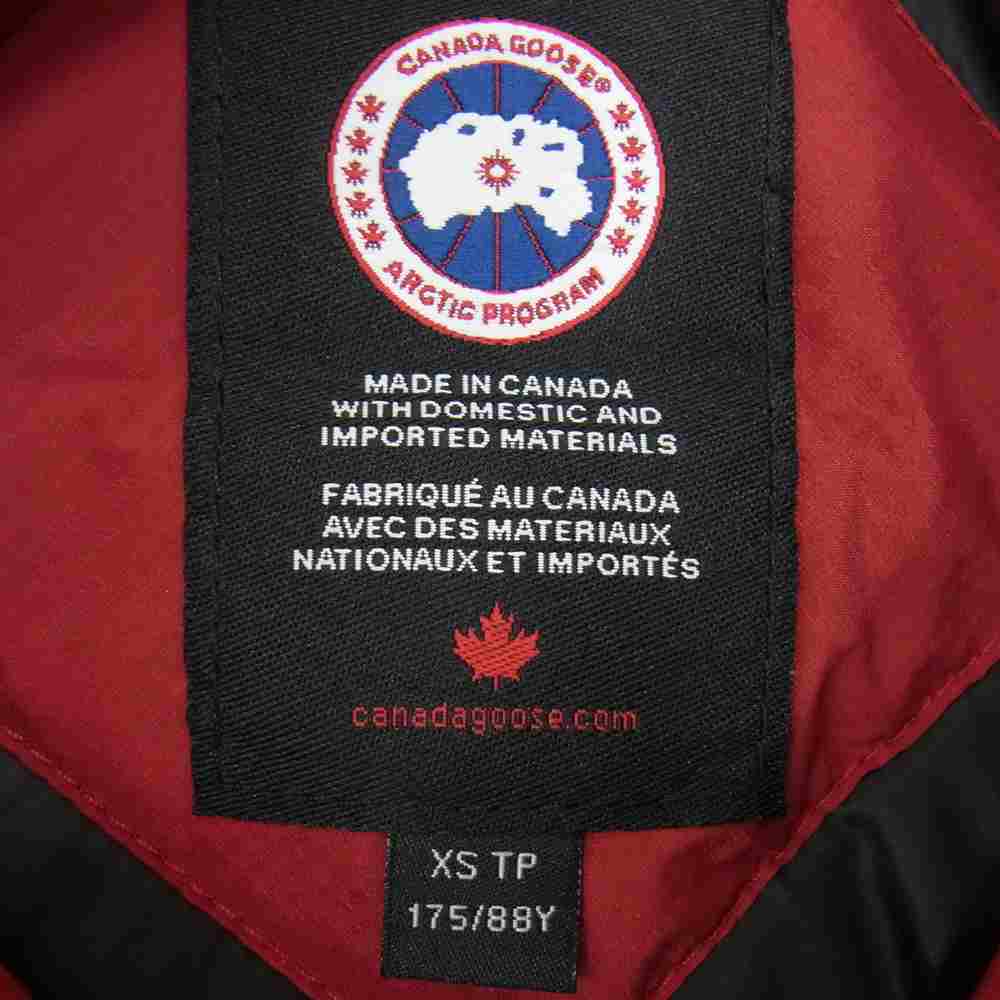 CANADA GOOSE®
ARCTIC PROGRAM
MADE IN CANADA
WITH DOMESTIC AND
IMPORTED MATERIALS
FABRIQUÉ AU CANADA
AVEC DES MATERIAUX
NATIONAUX ET IMPORTÉS
canadagoose.com
XS TP
175/88Y